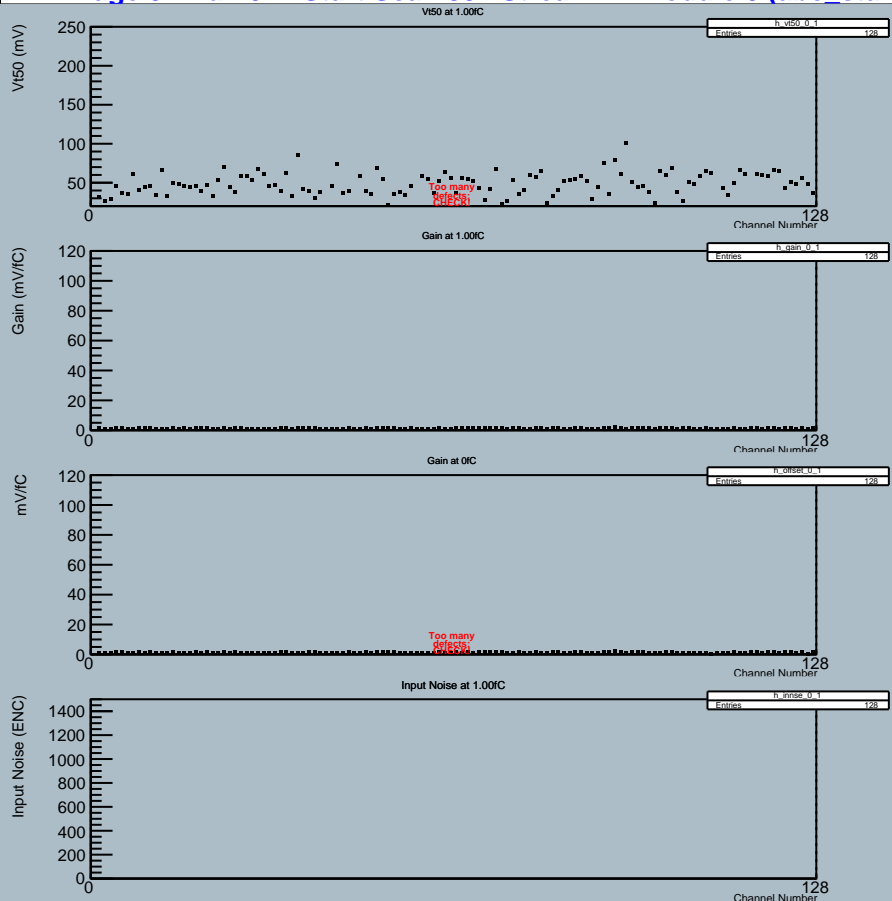 Vt50 at 1.00fC
h_vt50_0_1
Entries 128
Vt50 (mV)
250
200
150
100
50
Too many
defects:
CHECK!
0
128
Channel Number
Gain at 1.00fC
h_gain_0_1
Entries 128
Gain (mV/fC)
120
100
80
60
40
20
0
0
128
Channel Number
Gain at 0fC
h_offset_0_1
Entries 128
mV/fC
120
100
80
60
40
20
0
Too many
defects:
CHECK!
0
128
Channel Number
Input Noise at 1.00fC
h_innse_0_1
Entries 128
Input Noise (ENC)
1400
1200
1000
800
600
400
200
0
0
128
Channel Number